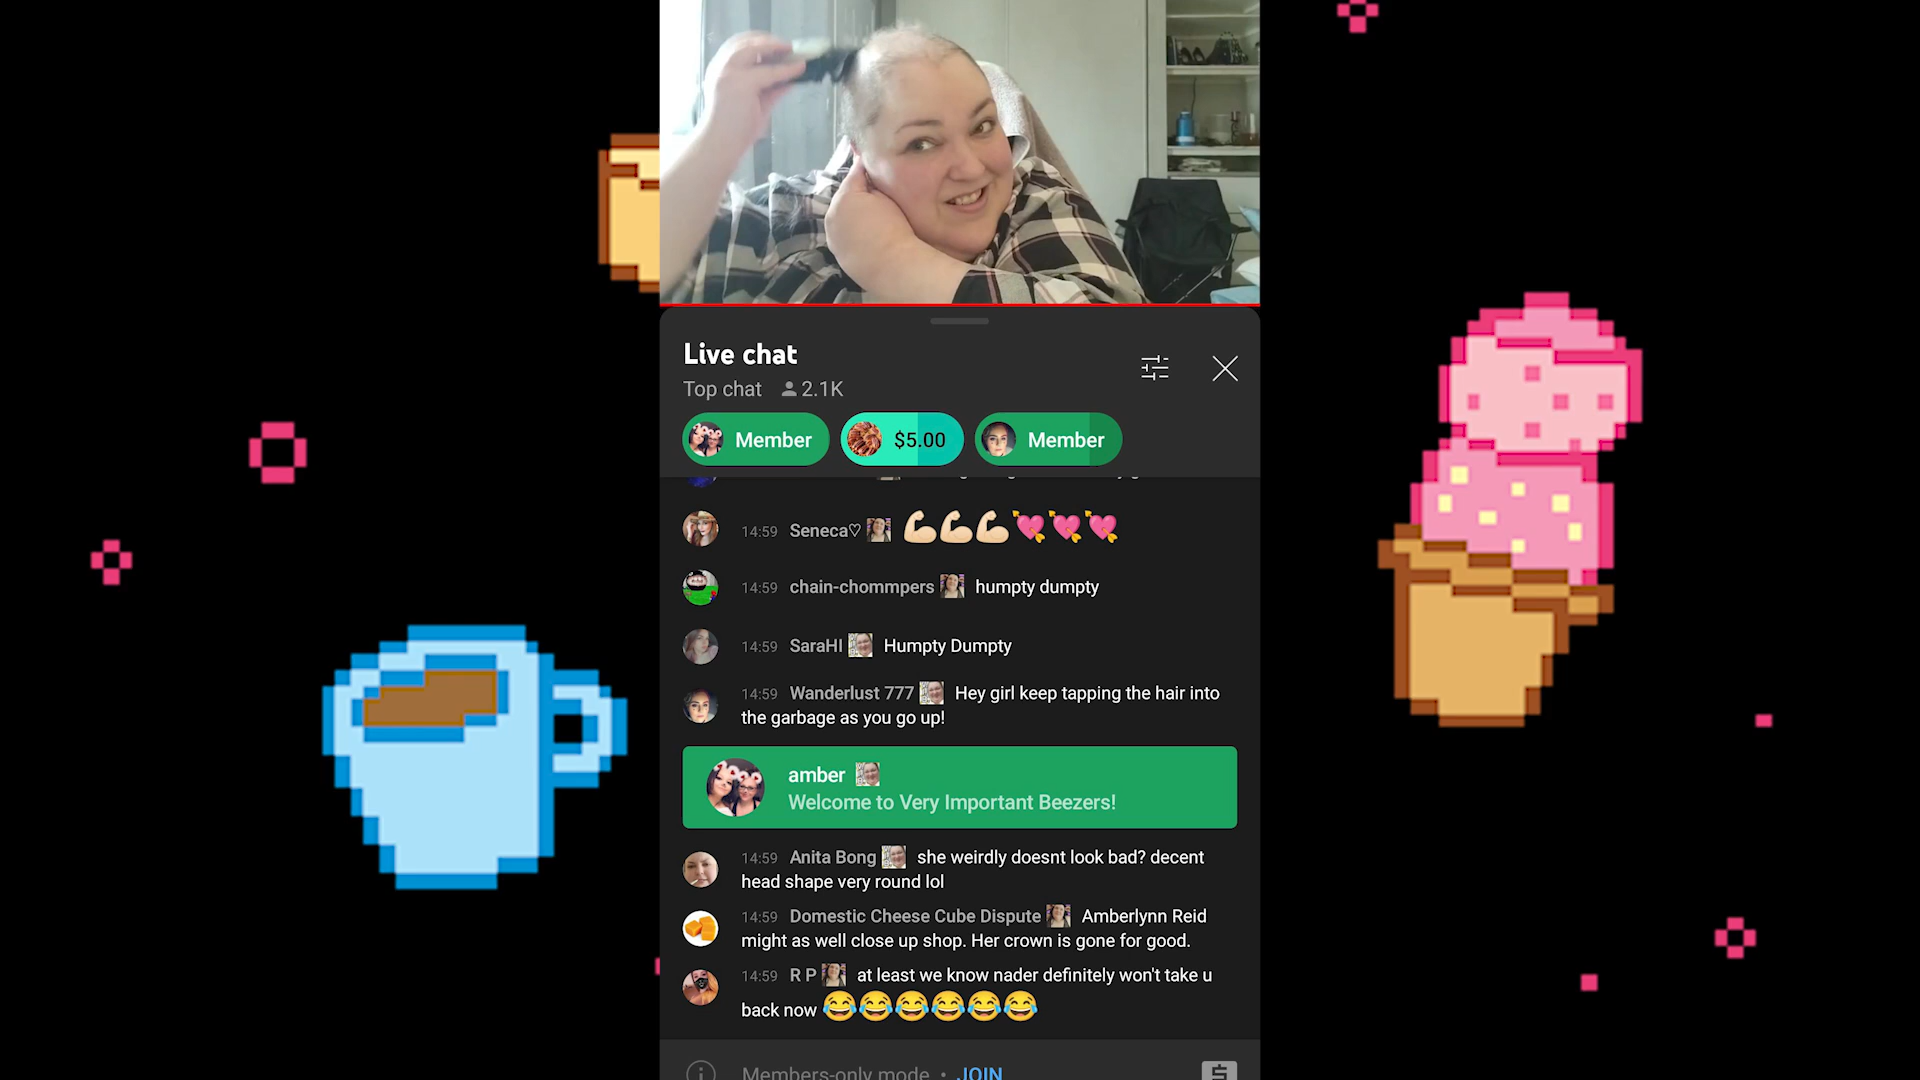 Live chat
Top chat 2.1K
Member $5.00 Member
14:59 Seneca♡ 💪🏻💪🏻💪🏻💘💘💘
14:59 chain-chommpers humpty dumpty
14:59 SaraHI Humpty Dumpty
14:59 Wanderlust 777 Hey girl keep tapping the hair into
the garbage as you go up!
amber
Welcome to Very Important Beezers!
14:59 Anita Bong she weirdly doesnt look bad? decent
head shape very round lol
14:59 Domestic Cheese Cube Dispute Amberlynn Reid
might as well close up shop. Her crown is gone for good.
14:59 R P at least we know nader definitely won't take u
back now 😂😂😂😂😂😂
Members-only mode • JOIN